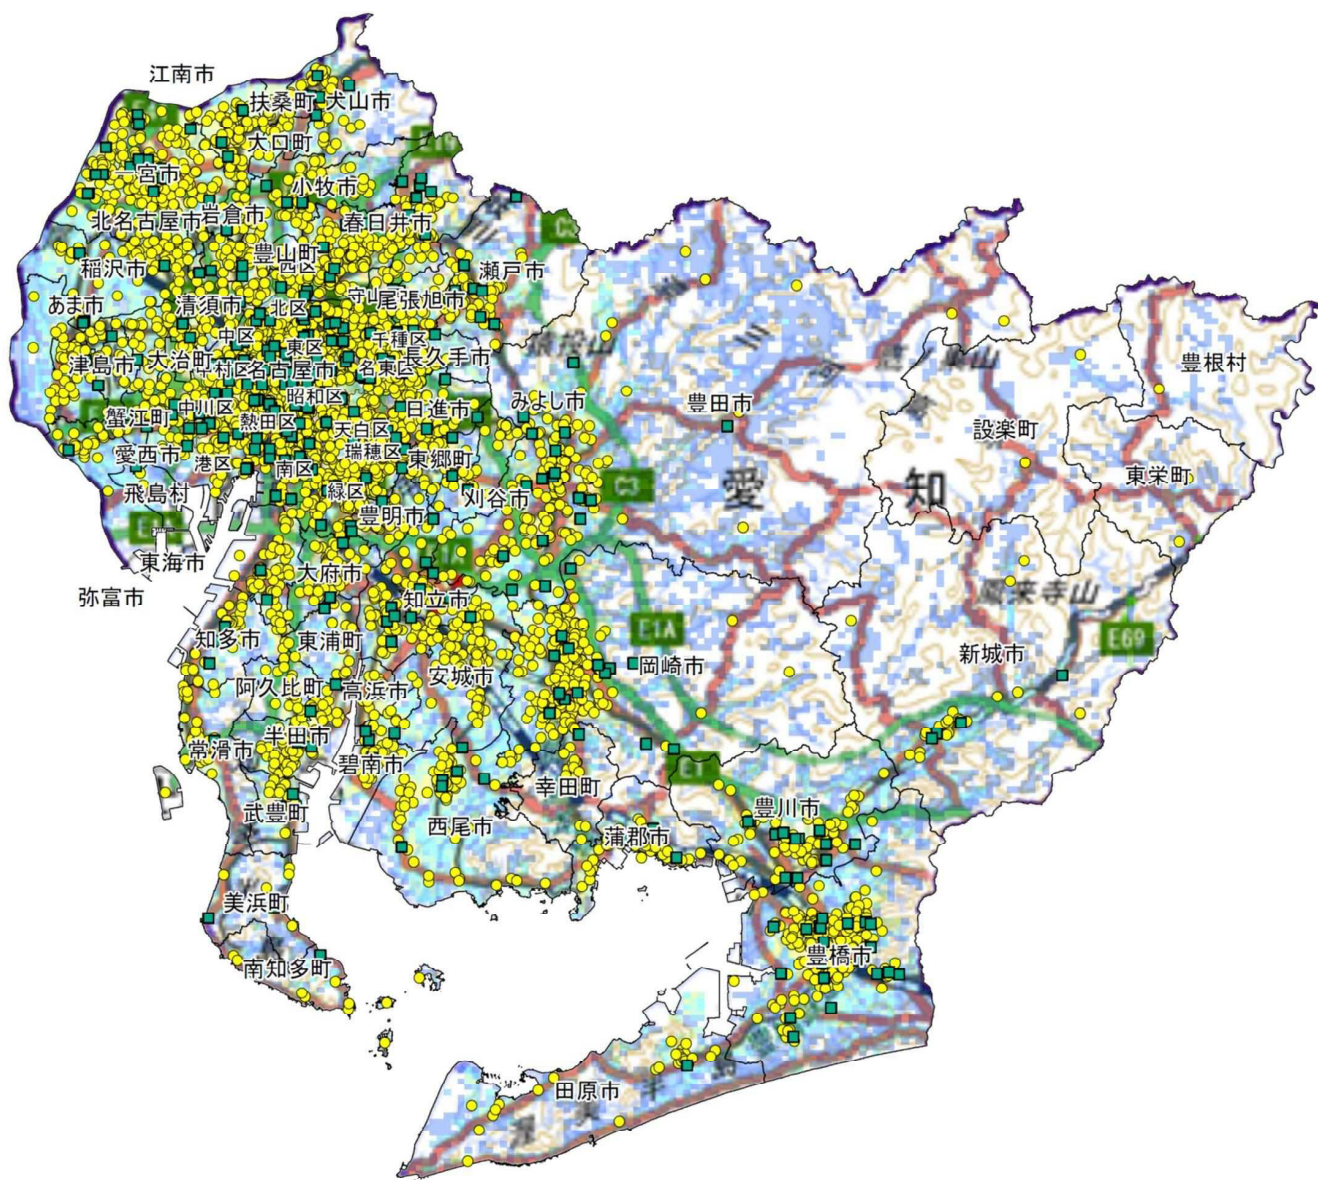 江南市
扶桑町
犬山市
大口町
一宮市
小牧市
北名古屋市
岩倉市
春日井市
豊山町
西区
稲沢市
瀬戸市
あま市
清須市
北区
守山
尾張旭市
中区
千種区
東区
長久手市
津島市
大治町
村区
名古屋市
名東区
昭和区
みよし市
豊田市
豊根村
蟹江町
中川区
熱田区
日進市
天白区
設楽町
愛西市
港区
南区
瑞穂区
東郷町
東栄町
飛島村
緑区
刈谷市
愛
知
C3
豊明市
東海市
大府市
弥富市
知立市
知多市
東浦町
E1A
E69
阿久比町
高浜市
安城市
岡崎市
新城市
常滑市
半田市
碧南市
E1
幸田町
豊川市
武豊町
西尾市
蒲郡市
美浜町
南知多町
豊橋市
田原市